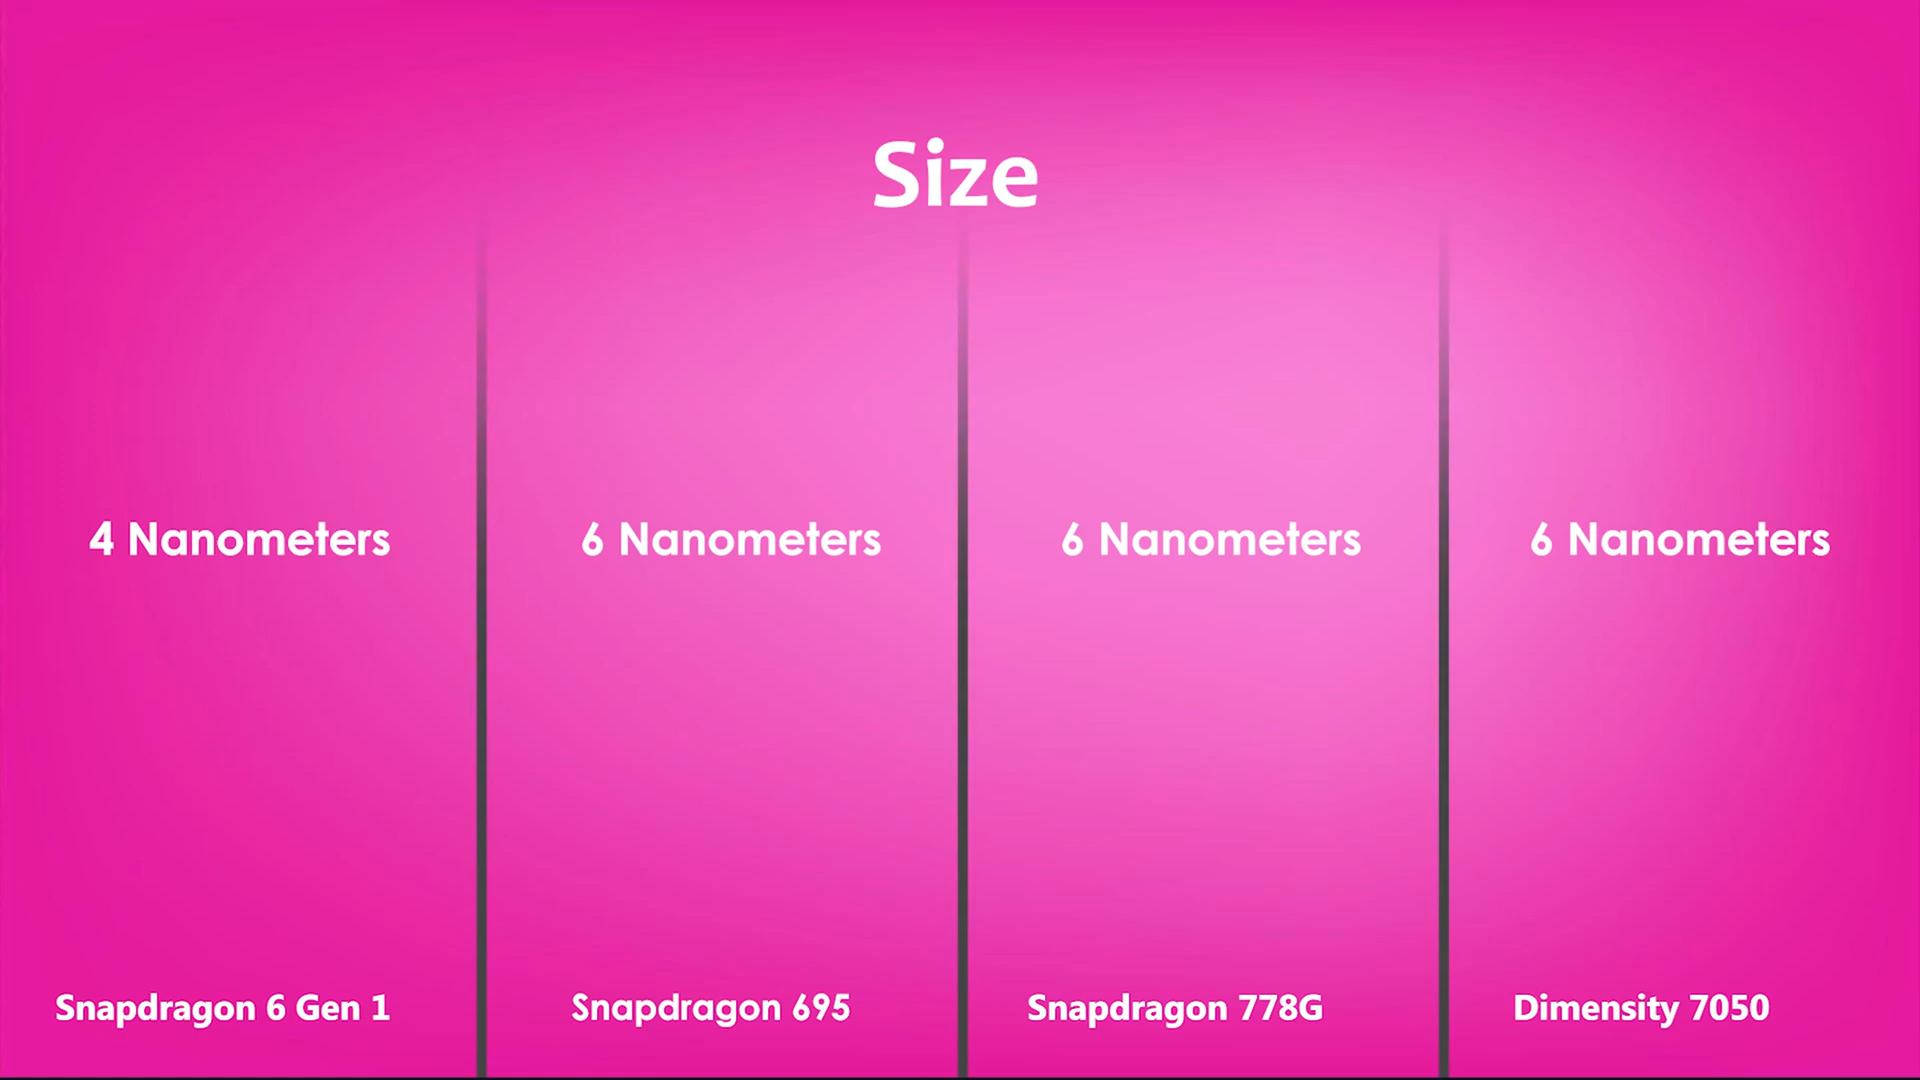 Size
4 Nanometers
6 Nanometers
6 Nanometers
6 Nanometers
Snapdragon 6 Gen 1
Snapdragon 695
Snapdragon 778G
Dimensity 7050